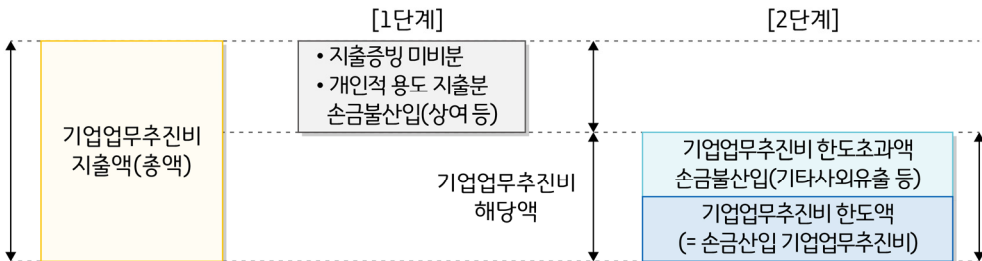 [1단계]
[2단계]
기업업무추진비
지출액(총액)
• 지출증빙 미비분
• 개인적 용도 지출분
손금불산입(상여 등)
기업업무추진비
해당액
기업업무추진비 한도초과액
손금불산입(기타사외유출 등)
기업업무추진비 한도액
(= 손금산입 기업업무추진비)